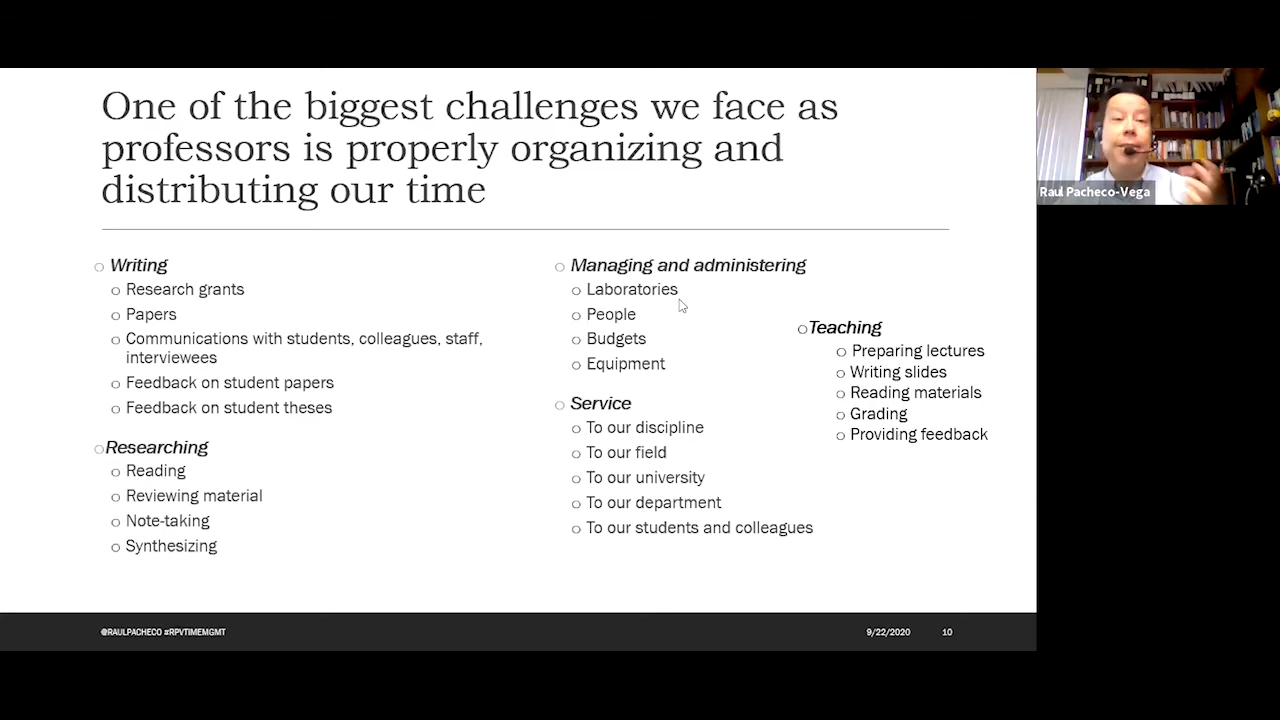 One of the biggest challenges we face as
professors is properly organizing and
distributing our time
Writing
Research grants
Papers
Communications with students, colleagues, staff,
interviewees
Feedback on student papers
Feedback on student theses
Researching
Reading
Reviewing material
Note-taking
Synthesizing
Managing and administering
Laboratories
People
Budgets
Equipment
Service
To our discipline
To our field
To our university
To our department
To our students and colleagues
Teaching
Preparing lectures
Writing slides
Reading materials
Grading
Providing feedback
@RAULPACHECO #RPVTIMEMGMT
9/22/2020
10
Raul Pacheco-Vega